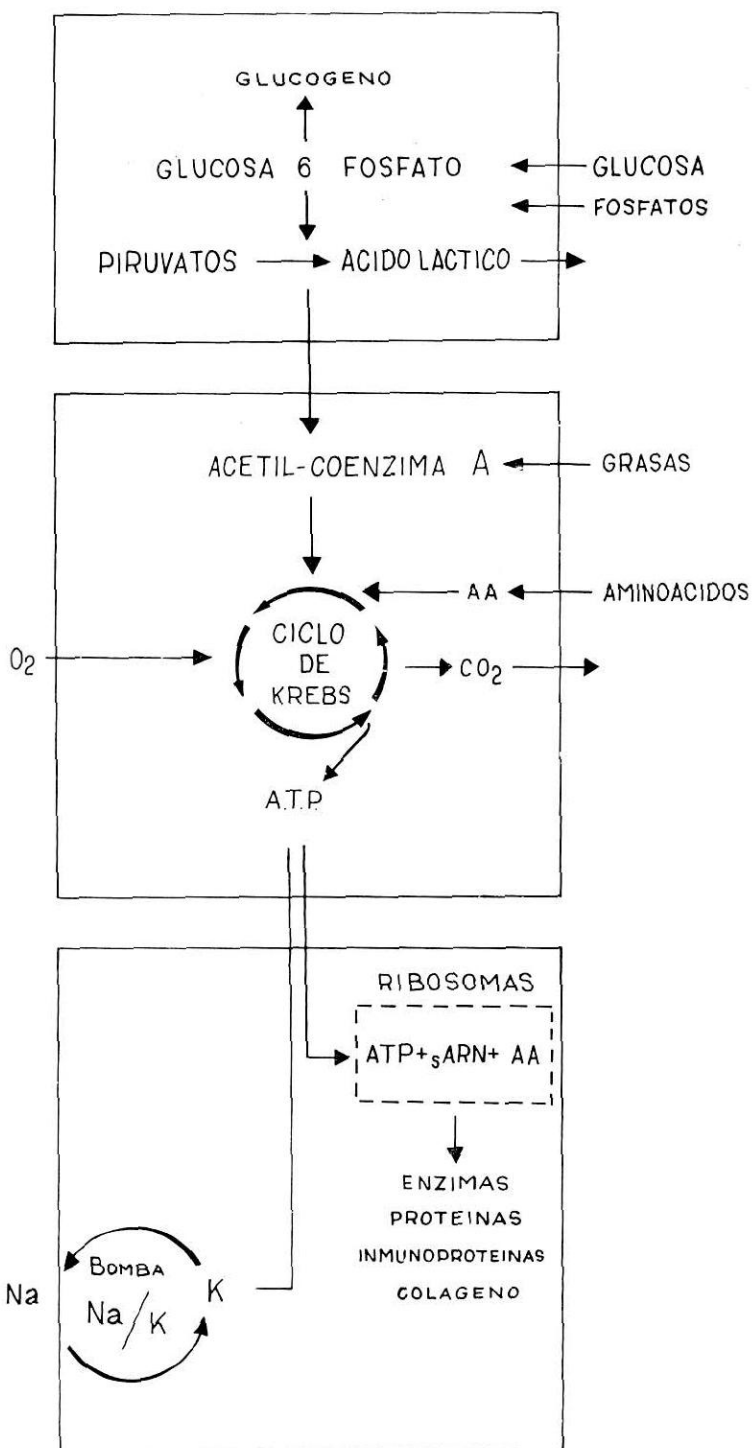 GLUCOGENO
GLUCOSA 6 FOSFATO
GLUCOSA
FOSFATOS
PIRUVATOS
ACIDO LACTICO
ACETIL-COENZIMA A
GRASAS
AA
AMINOACIDOS
O2
CICLO
DE
KREBS
CO2
A.T.P.
RIBOSOMAS
ATP+sARN+ AA
ENZIMAS
PROTEINAS
INMUNOPROTEINAS
COLAGENO
Na
BOMBA
Na/K
K